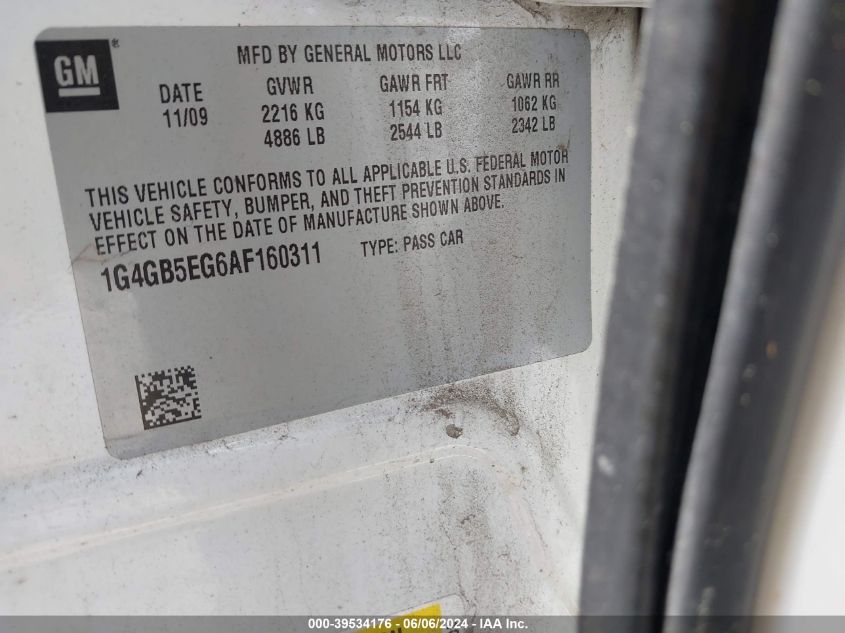 GM®
MFD BY GENERAL MOTORS LLC
DATE GVWR GAWR FRT GAWR RR
11/09 2216 KG 1154 KG 1062 KG
4886 LB 2544 LB 2342 LB
THIS VEHICLE CONFORMS TO ALL APPLICABLE U.S. FEDERAL MOTOR
VEHICLE SAFETY, BUMPER, AND THEFT PREVENTION STANDARDS IN
EFFECT ON THE DATE OF MANUFACTURE SHOWN ABOVE.
1G4GB5EG6AF160311 TYPE: PASS CAR
000-39534176 - 06/06/2024 - IAA Inc.